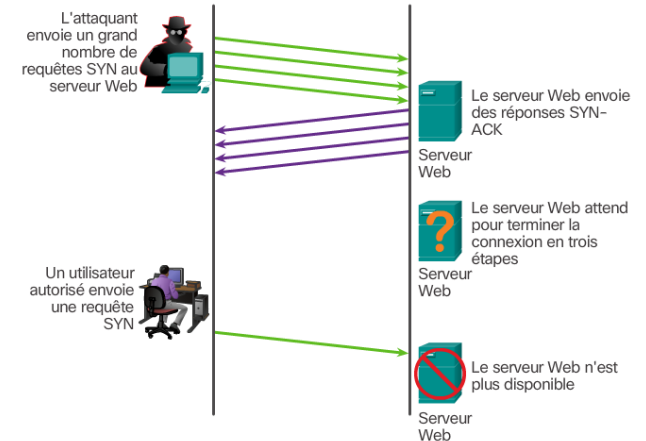 L'attaquant
envoie un grand
nombre de
requêtes SYN au
serveur Web
Le serveur Web envoie
des réponses SYN-
ACK
Serveur
Web
Le serveur Web attend
pour terminer la
connexion en trois
étapes
Serveur
Web
Un utilisateur
autorisé envoie
une requête
SYN
Le serveur Web n'est
plus disponible
Serveur
Web